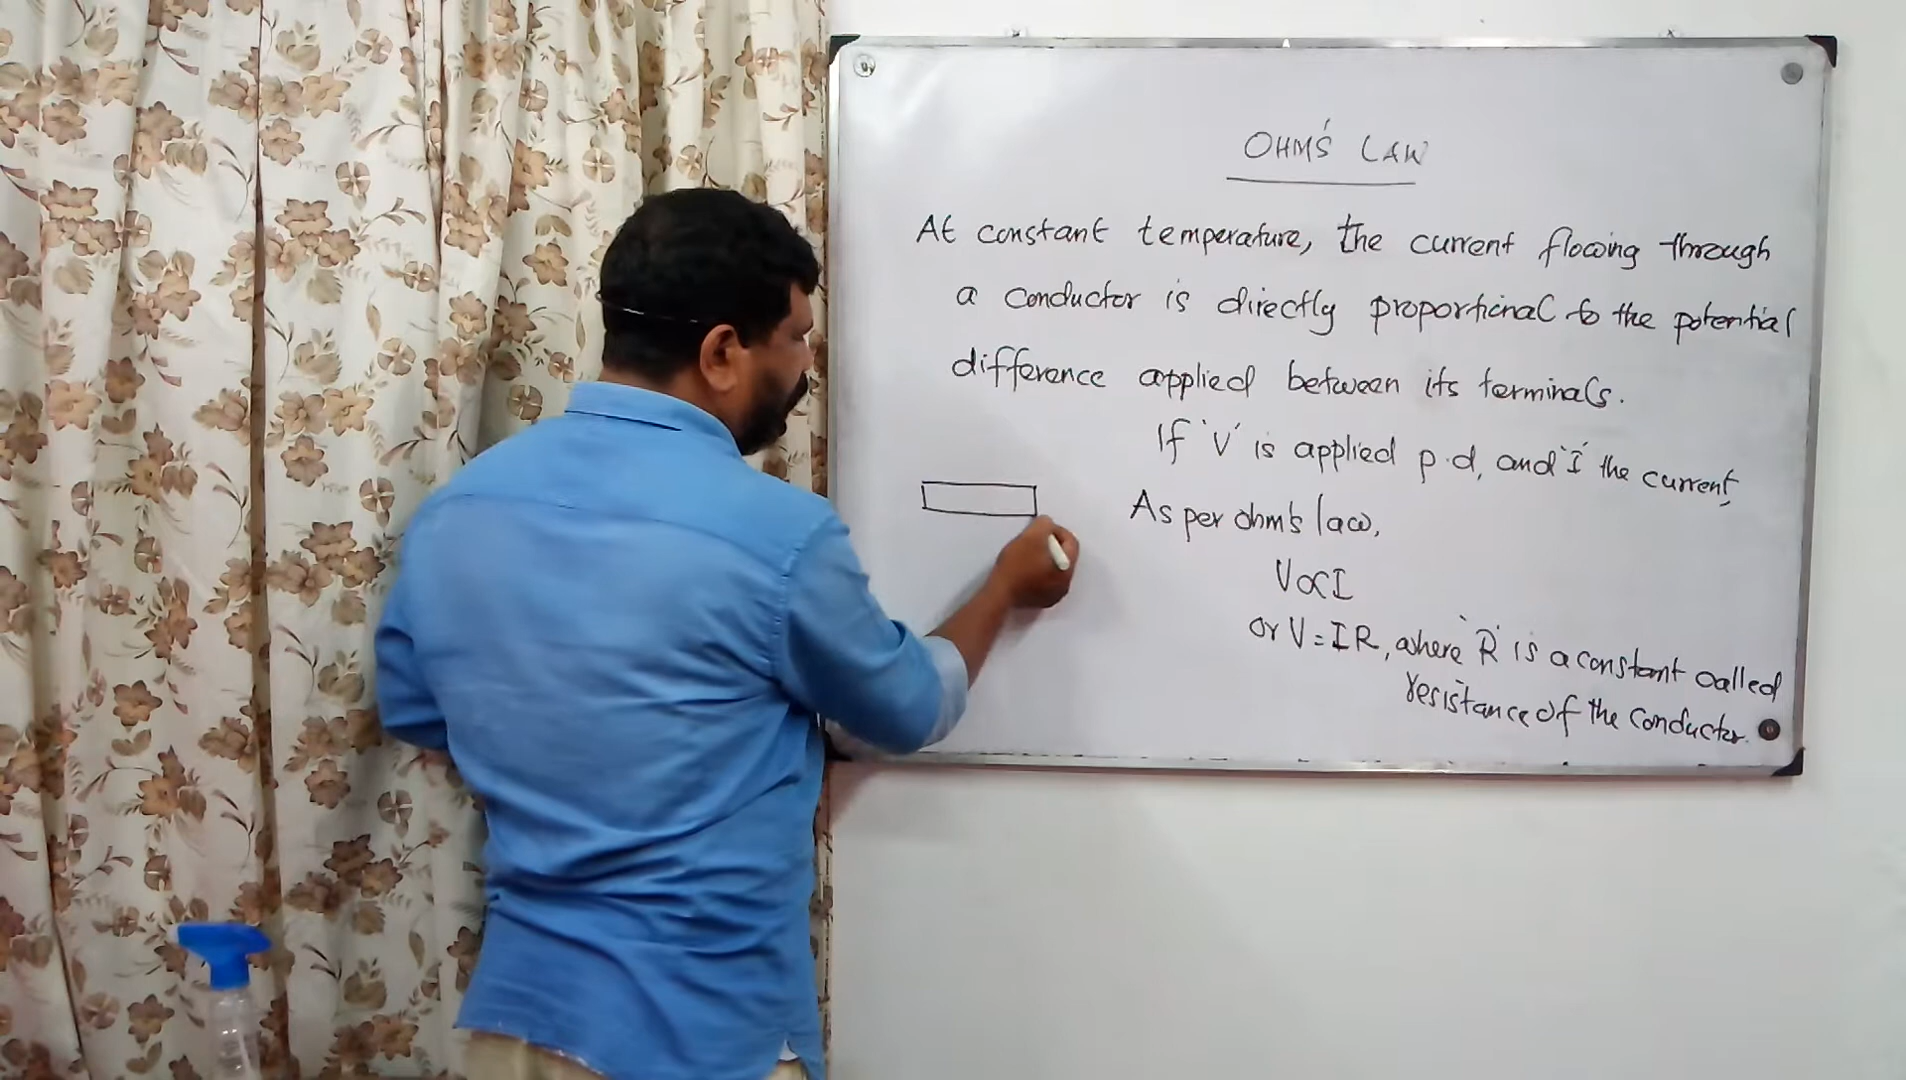 OHM'S LAW
At constant temperature, the current flowing through
a conductor is directly proportional to the potential
difference applied between its terminals.
If 'V' is applied p.d, and 'I' the current,
As per ohm's law,
V∝I
or V=IR, where 'R' is a constant called
resistance of the conductor.